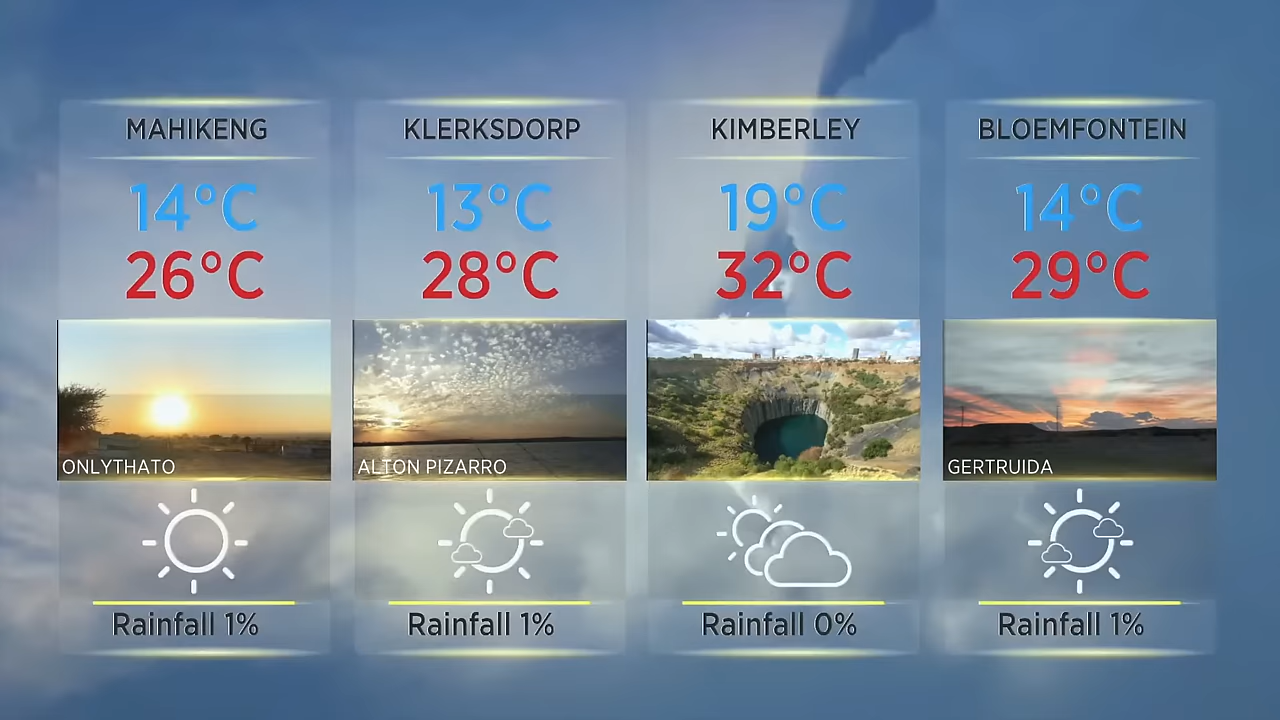 MAHIKENG
14°C
26°C
ONLYTHATO
Rainfall 1%
KLERKSDORP
13°C
28°C
ALTON PIZARRO
Rainfall 1%
KIMBERLEY
19°C
32°C
Rainfall 0%
BLOEMFONTEIN
14°C
29°C
GERTRUIDA
Rainfall 1%